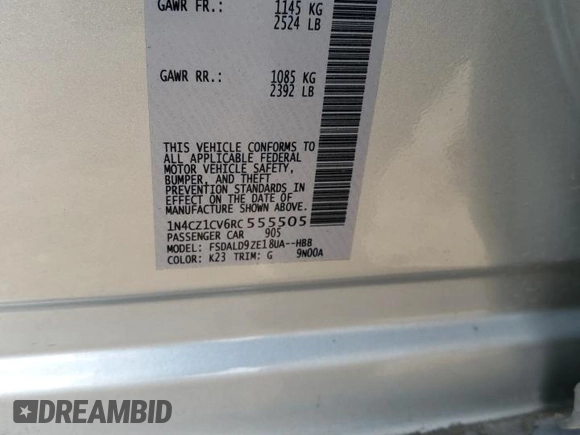 GAWR FR.: 1145 KG
2524 LB
GAWR RR.: 1085 KG
2392 LB
THIS VEHICLE CONFORMS TO
ALL APPLICABLE FEDERAL
MOTOR VEHICLE SAFETY,
BUMPER, AND THEFT
PREVENTION STANDARDS IN
EFFECT ON THE DATE OF
MANUFACTURE SHOWN ABOVE.
1N4CZ1CV6RC555505
PASSENGER CAR 905
MODEL: FSDALD9ZE18UA--HBB
COLOR: K23 TRIM: G 9N00A
DREAMBID